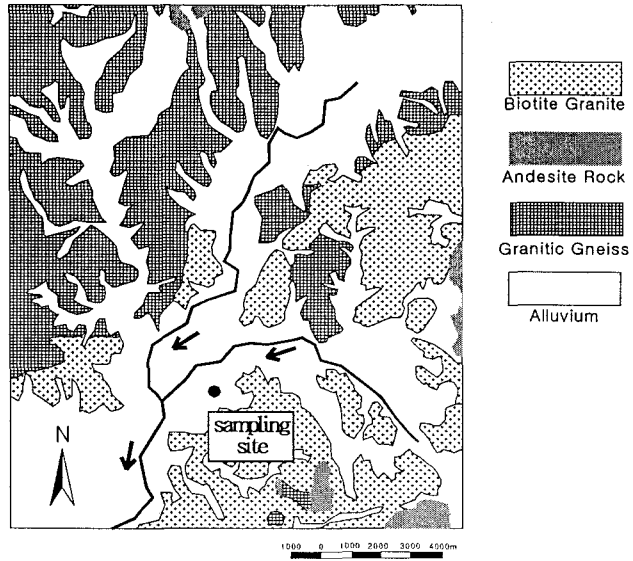 Biotite Granite
Andesite Rock
Granitic Gneiss
Alluvium
sampling
site
N
1000 0 1000 2000 3000 4000m